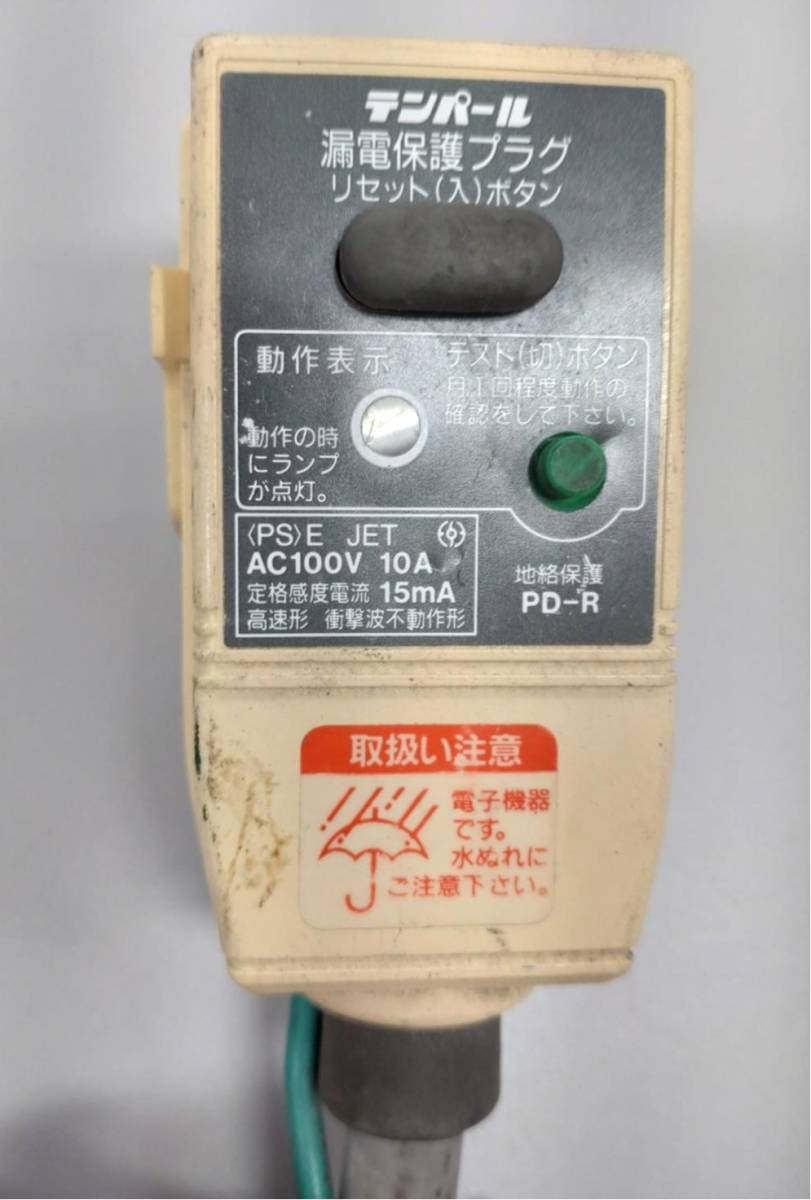 テンパール
漏電保護プラグ
リセット(入)ボタン
動作表示
動作の時
にランプ
が点灯。
テスト(切)ボタン
月1回程度動作の
確認をして下さい。
〈PS〉E JET
AC100V 10A
定格感度電流 15mA
高速形 衝撃波不動作形
地絡保護
PD-R
取扱い注意
電子機器
です。
水ぬれに
ご注意下さい。